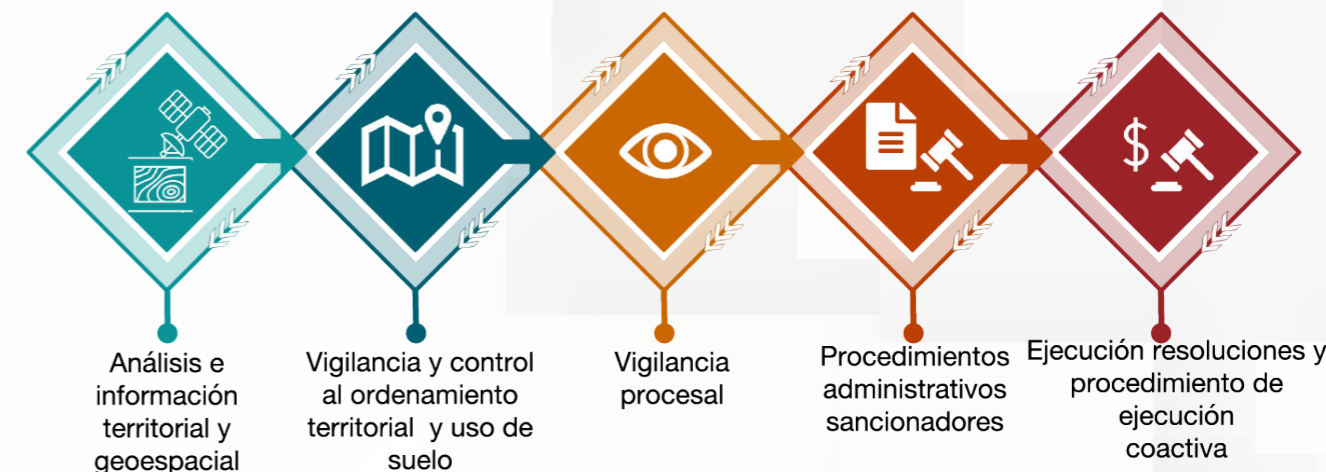 Análisis e
información
territorial y
geoespacial
Vigilancia y control
al ordenamiento
territorial y uso de
suelo
Vigilancia
procesal
Procedimientos
administrativos
sancionadores
Ejecución resoluciones y
procedimiento de
ejecución
coactiva
$